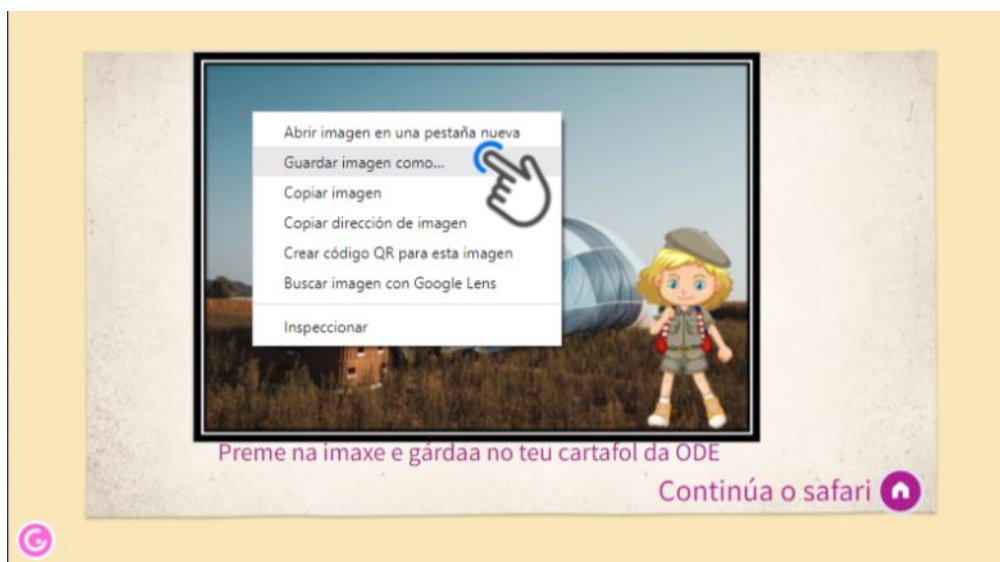 Abrir imagen en una pestaña nueva
Guardar imagen como...
Copiar imagen
Copiar dirección de imagen
Crear código QR para esta imagen
Buscar imagen con Google Lens
Inspeccionar
Preme na imaxe e gárdaa no teu cartafol da ODE
Continúa o safari